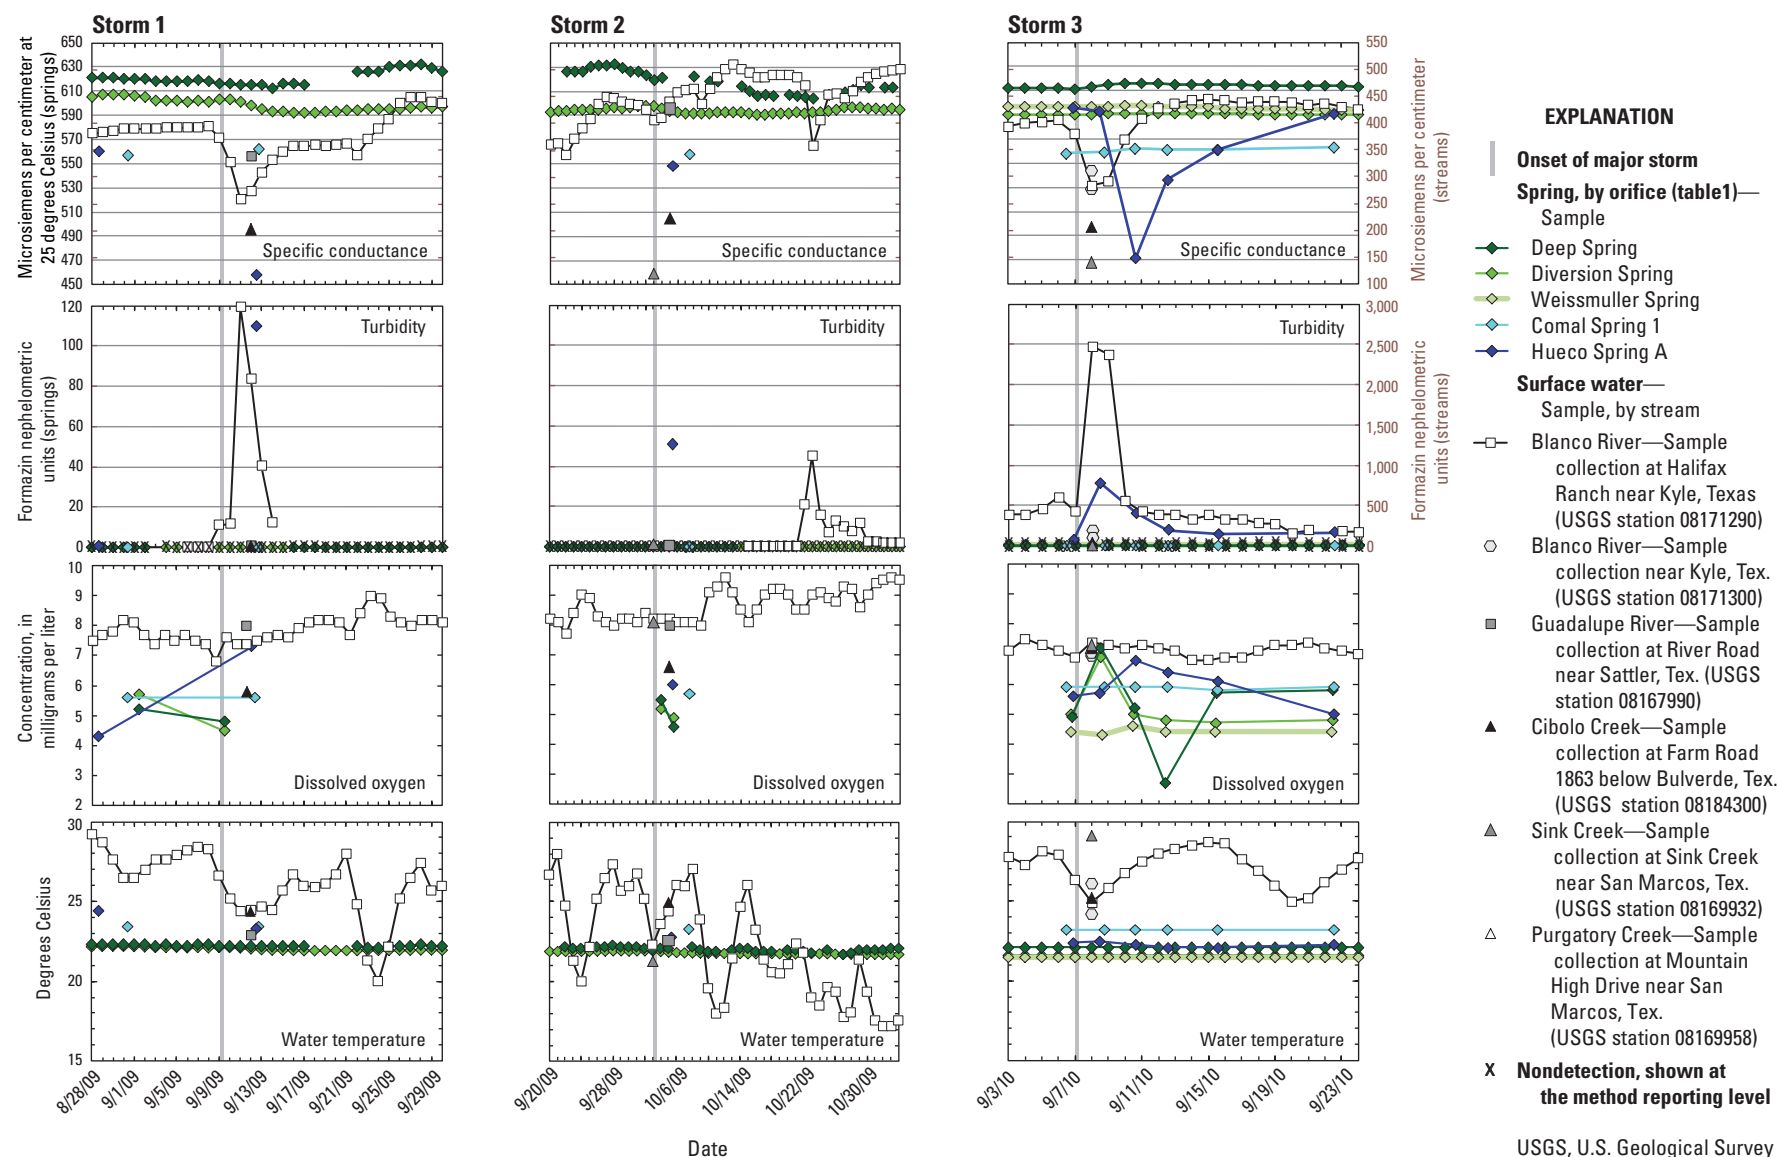 Storm 1
Storm 2
Storm 3
Microsiemens per centimeter at
25 degrees Celsius (springs)
650
630
610
590
570
550
530
510
490
470
450
Specific conductance
Specific conductance
Specific conductance
550
500
450
400
350
300
250
200
150
100
Microsiemens per centimeter
(streams)
Formazin nephelometric
units (springs)
120
100
80
60
40
20
0
Turbidity
Turbidity
Turbidity
3,000
2,500
2,000
1,500
1,000
500
0
Formazin nephelometric
units (streams)
Concentration, in
milligrams per liter
10
9
8
7
6
5
4
3
2
Dissolved oxygen
Dissolved oxygen
Dissolved oxygen
Degrees Celsius
30
25
20
15
Water temperature
Water temperature
Water temperature
8/28/09
9/1/09
9/5/09
9/9/09
9/13/09
9/17/09
9/21/09
9/25/09
9/29/09
9/20/09
9/28/09
10/6/09
10/14/09
10/22/09
10/30/09
9/3/10
9/7/10
9/11/10
9/15/10
9/19/10
9/23/10
Date
EXPLANATION
Onset of major storm
Spring, by orifice (table1)—
Sample
Deep Spring
Diversion Spring
Weissmuller Spring
Comal Spring 1
Hueco Spring A
Surface water—
Sample, by stream
Blanco River—Sample
collection at Halifax
Ranch near Kyle, Texas
(USGS station 08171290)
Blanco River—Sample
collection near Kyle, Tex.
(USGS station 08171300)
Guadalupe River—Sample
collection at River Road
near Sattler, Tex. (USGS
station 08167990)
Cibolo Creek—Sample
collection at Farm Road
1863 below Bulverde, Tex.
(USGS station 08184300)
Sink Creek—Sample
collection at Sink Creek
near San Marcos, Tex.
(USGS station 08169932)
Purgatory Creek—Sample
collection at Mountain
High Drive near San
Marcos, Tex.
(USGS station 08169958)
X Nondetection, shown at
the method reporting level
USGS, U.S. Geological Survey